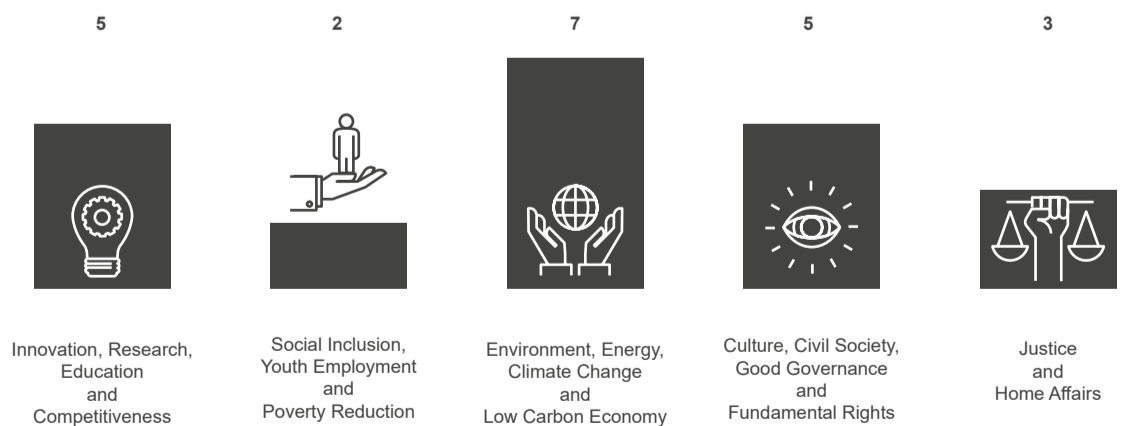 5
2
7
5
3
Innovation, Research,
Education
and
Competitiveness
Social Inclusion,
Youth Employment
and
Poverty Reduction
Environment, Energy,
Climate Change
and
Low Carbon Economy
Culture, Civil Society,
Good Governance
and
Fundamental Rights
Justice
and
Home Affairs